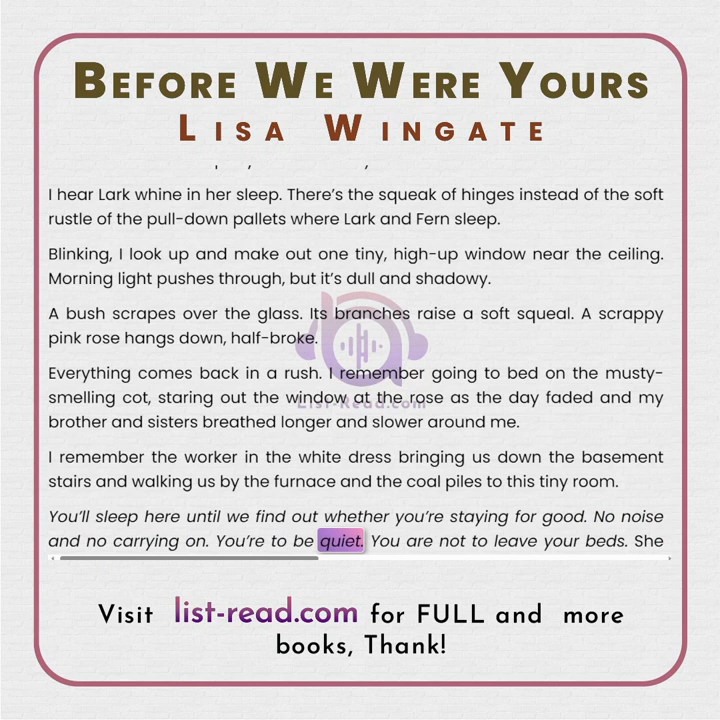 Before We Were Yours
Lisa Wingate
I hear Lark whine in her sleep. There’s the squeak of hinges instead of the soft
rustle of the pull-down pallets where Lark and Fern sleep.
Blinking, I look up and make out one tiny, high-up window near the ceiling.
Morning light pushes through, but it’s dull and shadowy.
A bush scrapes over the glass. Its branches raise a soft squeal. A scrappy
pink rose hangs down, half-broke.
Everything comes back in a rush. I remember going to bed on the musty-
smelling cot, staring out the window at the rose as the day faded and my
List-Read.com
brother and sisters breathed longer and slower around me.
I remember the worker in the white dress bringing us down the basement
stairs and walking us by the furnace and the coal piles to this tiny room.
You’ll sleep here until we find out whether you’re staying for good. No noise
and no carrying on. You’re to be quiet. You are not to leave your beds. She
Visit list-read.com for FULL and more
books, Thank!